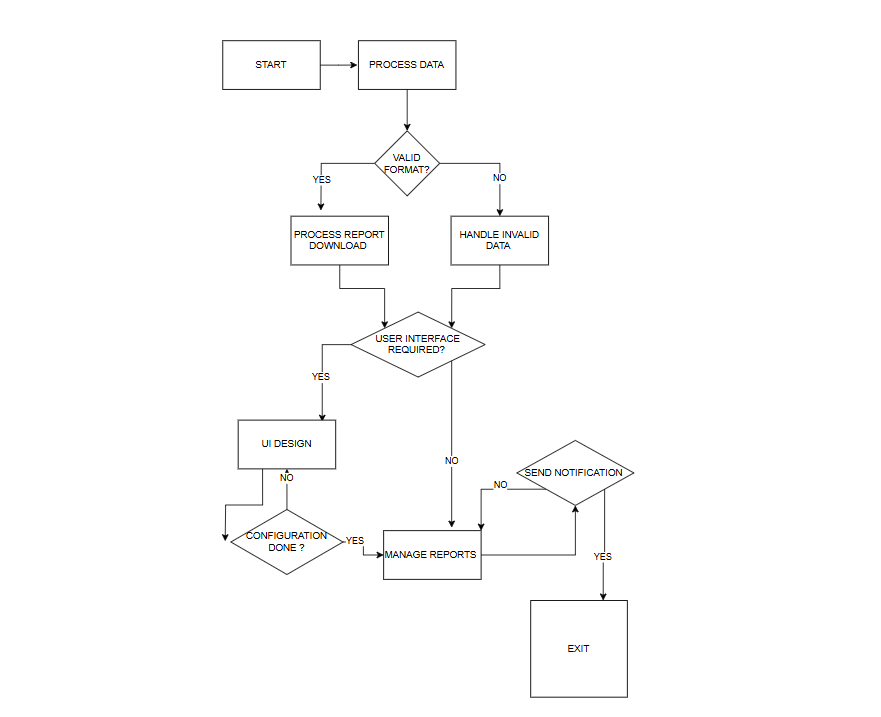 START
PROCESS DATA
VALID
FORMAT?
YES
NO
PROCESS REPORT
DOWNLOAD
HANDLE INVALID
DATA
USER INTERFACE
REQUIRED?
YES
UI DESIGN
NO
SEND NOTIFICATION
NO
NO
CONFIGURATION
DONE ?
YES
MANAGE REPORTS
YES
EXIT